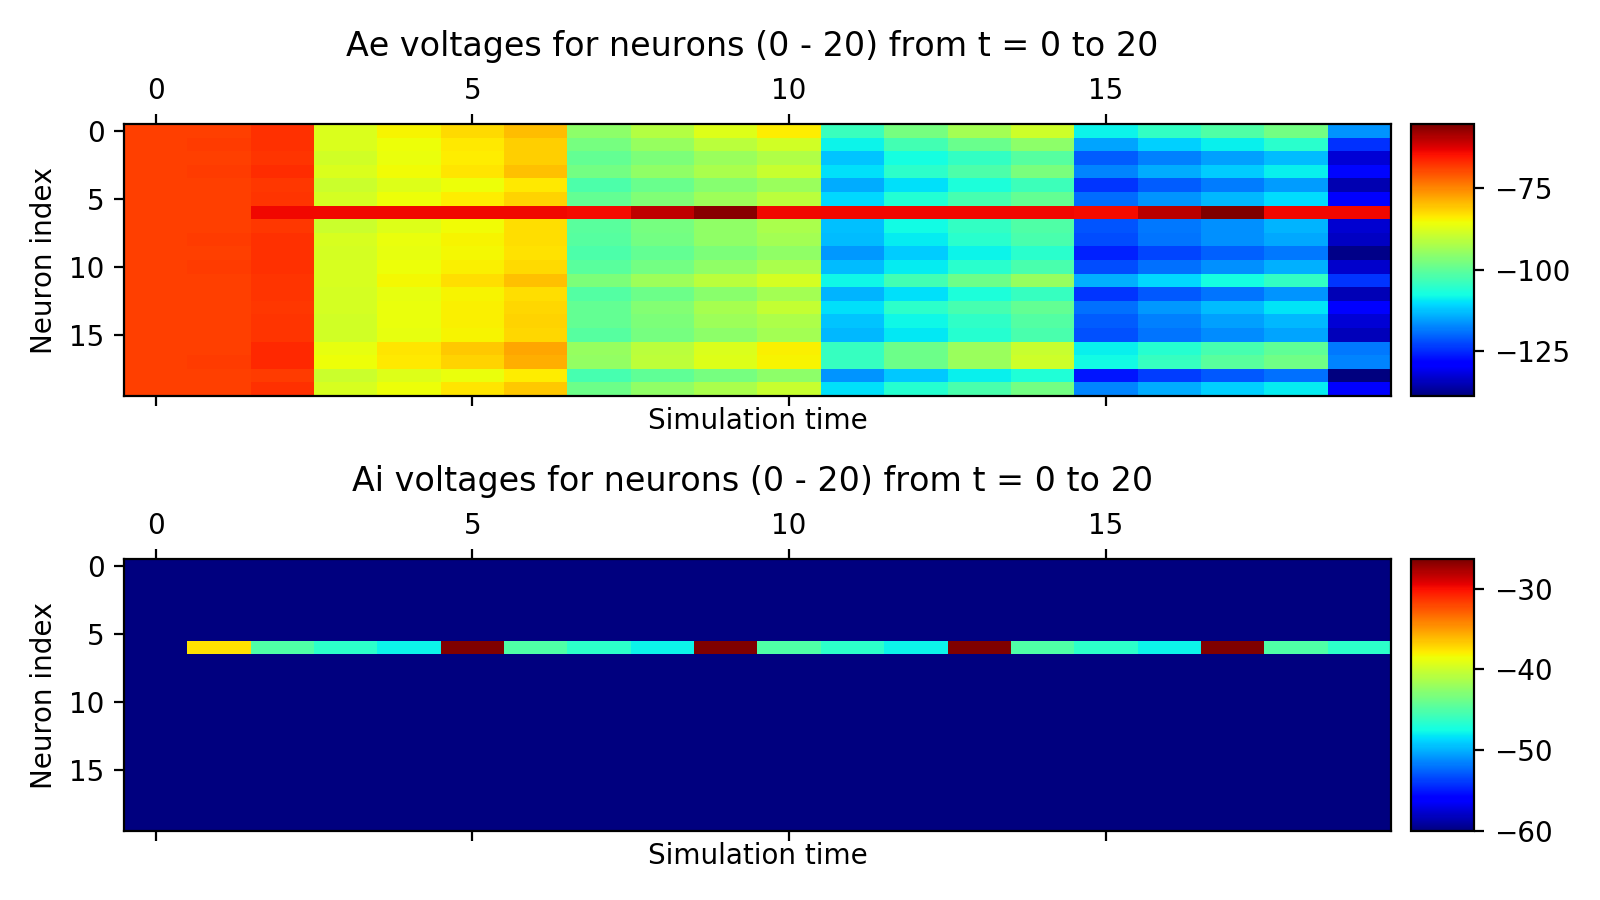 Ae voltages for neurons (0 - 20) from t = 0 to 20
0 5 10 15
Neuron index
0
5
10
15
−75
−100
−125
Simulation time
Ai voltages for neurons (0 - 20) from t = 0 to 20
0 5 10 15
Neuron index
0
5
10
15
−30
−40
−50
−60
Simulation time